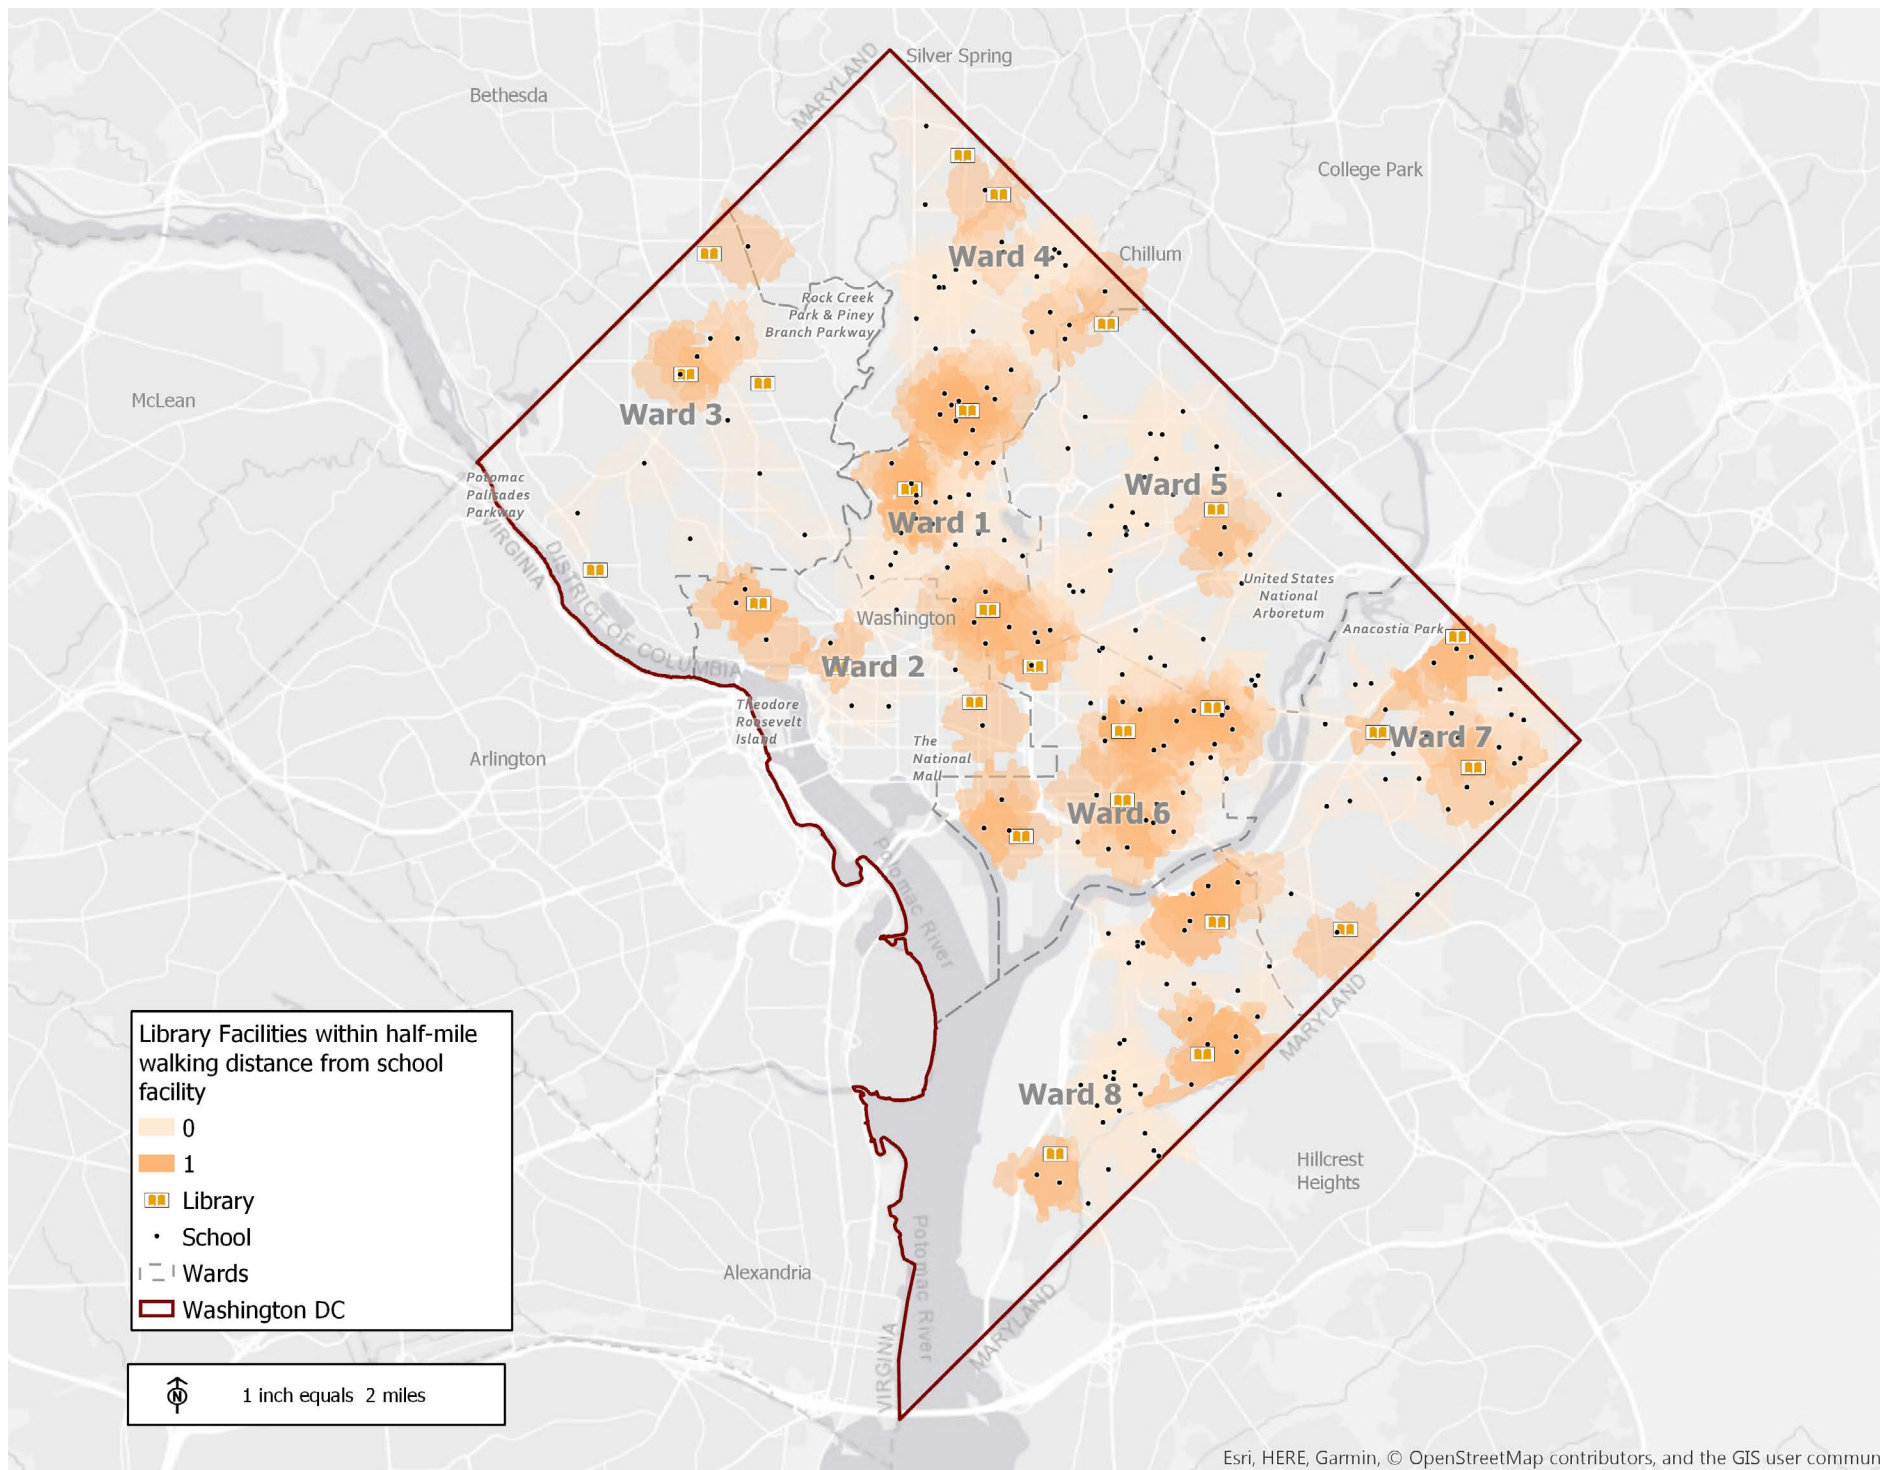 Silver Spring
MARYLAND
Bethesda
College Park
Ward 4
Chillum
Rock Creek
Park & Piney
Branch Parkway
McLean
Ward 3
Potomac
Palisades
Parkway
Ward 5
Ward 1
VIRGINIA
DISTRICT OF COLUMBIA
United States
National
Arboretum
Washington
Anacostia Park
Ward 2
Theodore
Roosevelt
Island
The
National
Mall
Ward 7
Arlington
Ward 6
Potomac River
MARYLAND
Library Facilities within half-mile
walking distance from school
facility
0
1
Library
School
Wards
Washington DC
Ward 8
Hillcrest
Heights
Alexandria
Potomac River
MARYLAND
VIRGINIA
N
1 inch equals 2 miles
Esri, HERE, Garmin, © OpenStreetMap contributors, and the GIS user commun